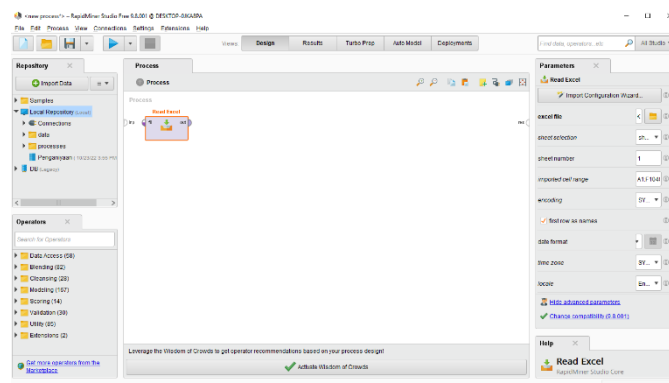 <new process*> – RapidMiner Studio Free 9.8.001 @ DESKTOP-8JKA8PA
File Edit Process View Connections Settings Extensions Help
Views: Design Results Turbo Prep Auto Model Deployments
Find data, operators...etc All Studio
Repository
Import Data
Samples
Local Repository (Local)
Connections
data
processes
DB (Legacy)
Operators
Search for Operators
Data Access (58)
Blending (82)
Cleansing (28)
Modeling (167)
Scoring (14)
Validation (30)
Utility (85)
Extensions (2)
Get more operators from the
Marketplace
Process
Process
Process
Read Excel
inp
fil
out
res
Leverage the Wisdom of Crowds to get operator recommendations based on your process design!
Activate Wisdom of Crowds
Parameters
Read Excel
Import Configuration Wizard...
excel file
sheet selection sh...
sheet number 1
imported cell range
encoding SY...
first row as names
date format
time zone SY...
locale En...
Hide advanced parameters
Change compatibility (9.8.001)
Help
Read Excel
RapidMiner Studio Core